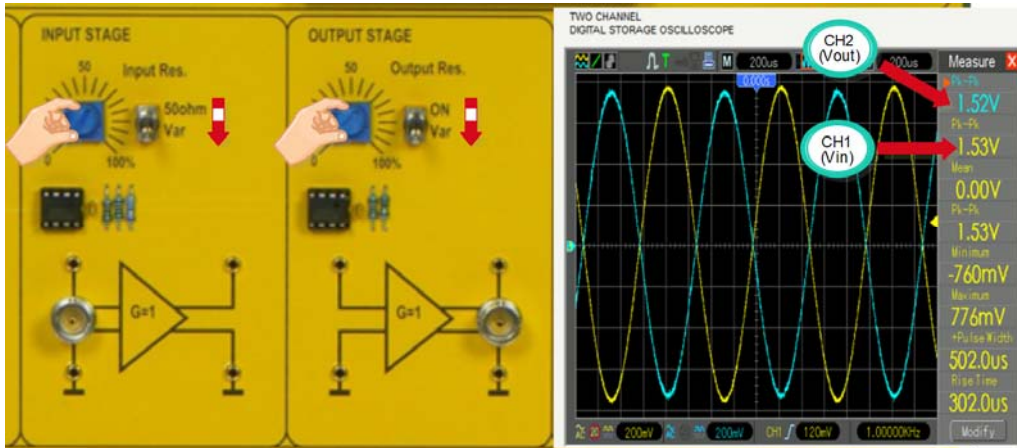 INPUT STAGE
50
Input Res.
50ohm
Var
0
100%
G=1
OUTPUT STAGE
50
Output Res.
ON
Var
0
100%
G=1
TWO CHANNEL
DIGITAL STORAGE OSCILLOSCOPE
M 200us
200us
0.000s
CH2
(Vout)
CH1
(Vin)
Measure
Pk-Pk
1.52V
Pk-Pk
1.53V
Mean
0.00V
Pk-Pk
1.53V
Minimum
-760mV
Maximum
776mV
+Pulse Width
502.0us
Rise Time
302.0us
Modify
200mV
200mV
CH1
120mV
1.00000KHz